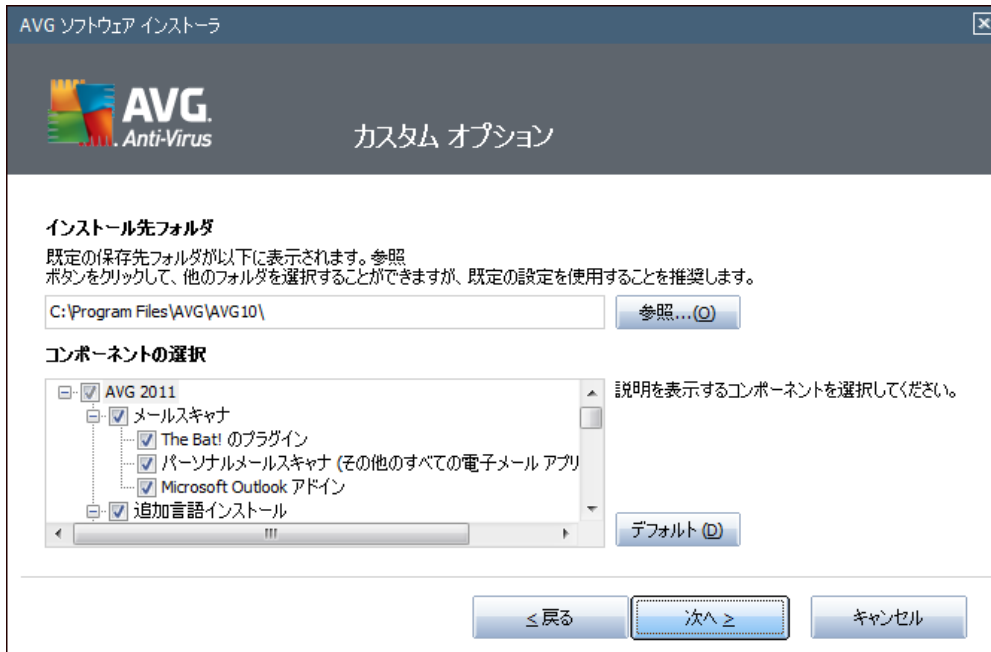 AVG ソフトウェア インストーラ
AVG.
Anti-Virus
カスタム オプション
インストール先フォルダ
既定の保存先フォルダが以下に表示されます。参照
ボタンをクリックして、他のフォルダを選択することができますが、既定の設定を使用することを推奨します。
C:\Program Files\AVG\AVG10\
参照...(O)
コンポーネントの選択
AVG 2011
メールスキャナ
The Bat! のプラグイン
パーソナルメールスキャナ (その他のすべての電子メール アプリ
Microsoft Outlook アドイン
追加言語インストール
説明を表示するコンポーネントを選択してください。
デフォルト (D)
≤ 戻る
次へ ≥
キャンセル